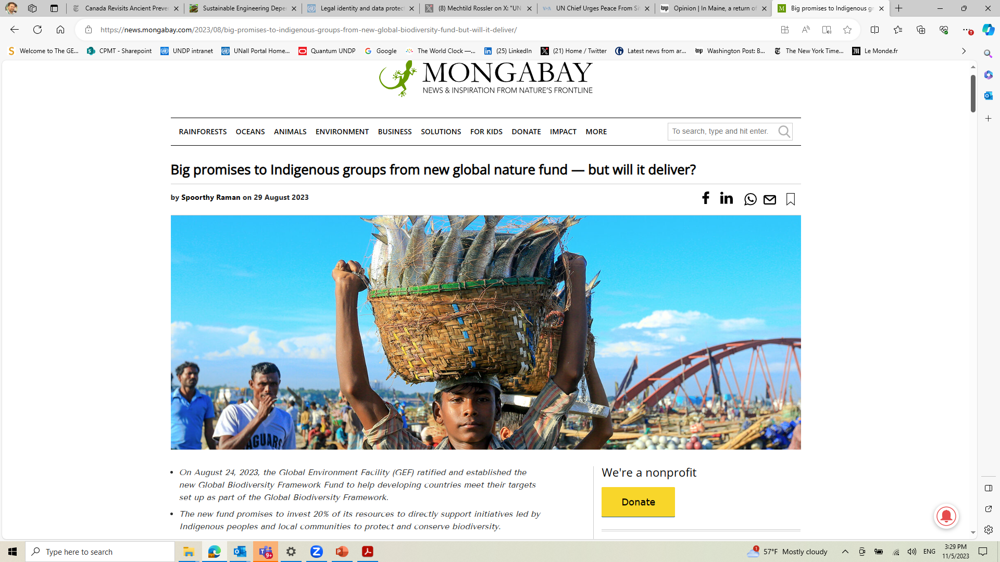 Canada Revisits Ancient Preve
Sustainable Engineering Depe
Legal identity and data protect
(8) Mechtild Rossler on X: "UN
UN Chief Urges Peace From Si
Opinion | In Maine, a return of
Big promises to Indigenous gr
https://news.mongabay.com/2023/08/big-promises-to-indigenous-groups-from-new-global-biodiversity-fund-but-will-it-deliver/
Welcome to The GE...
CPMT - Sharepoint
UNDP intranet
UNall Portal Home...
Quantum UNDP
Google
The World Clock —...
(25) LinkedIn
(21) Home / Twitter
Latest news from ar...
Washington Post: B...
The New York Time...
Le Monde.fr
MONGABAY
NEWS & INSPIRATION FROM NATURE'S FRONTLINE
RAINFORESTS OCEANS ANIMALS ENVIRONMENT BUSINESS SOLUTIONS FOR KIDS DONATE IMPACT MORE
To search, type and hit enter.
Big promises to Indigenous groups from new global nature fund — but will it deliver?
by Spoorthy Raman on 29 August 2023
AGUARS
On August 24, 2023, the Global Environment Facility (GEF) ratified and established the
new Global Biodiversity Framework Fund to help developing countries meet their targets
set up as part of the Global Biodiversity Framework.
The new fund promises to invest 20% of its resources to directly support initiatives led by
Indigenous peoples and local communities to protect and conserve biodiversity.
We're a nonprofit
Donate
Type here to search
9+
1
57°F Mostly cloudy
ENG
3:29 PM
11/5/2023